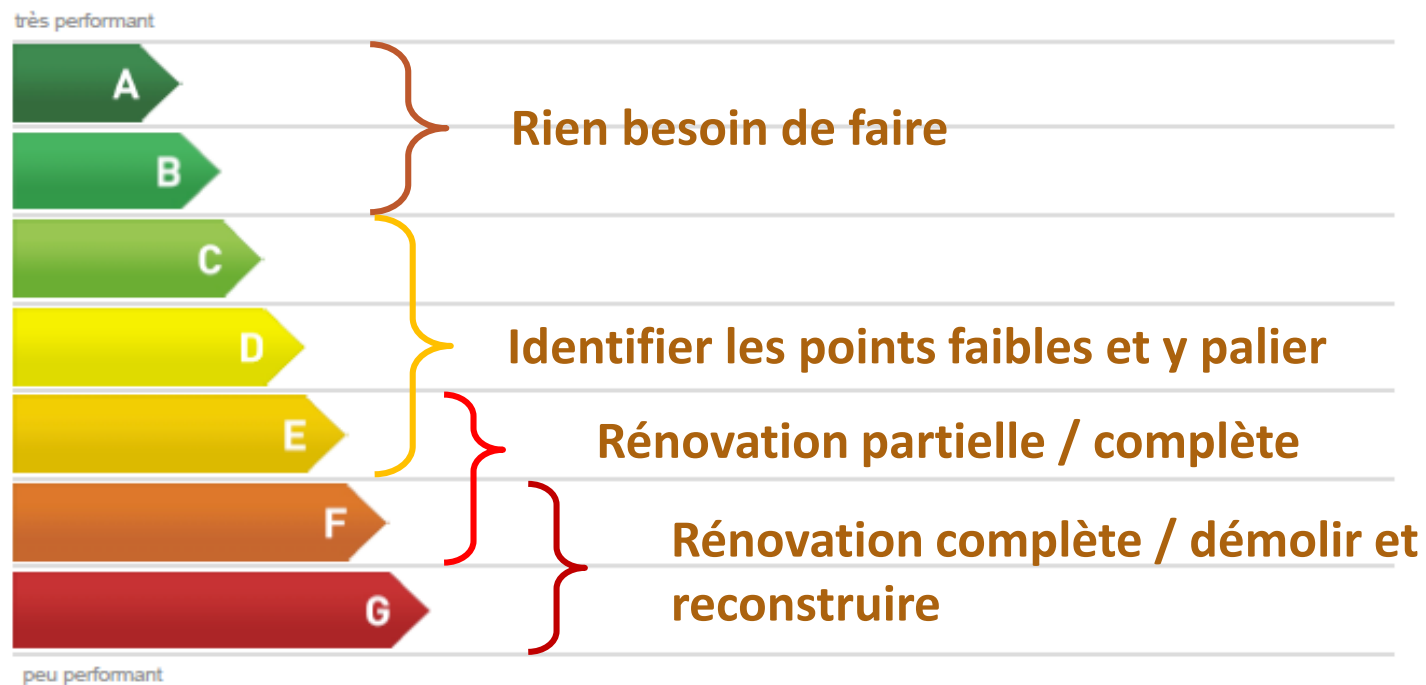 très performant
A
Rien besoin de faire
B
C
D
Identifier les points faibles et y palier
E
Rénovation partielle / complète
F
Rénovation complète / démolir et
reconstruire
G
peu performant